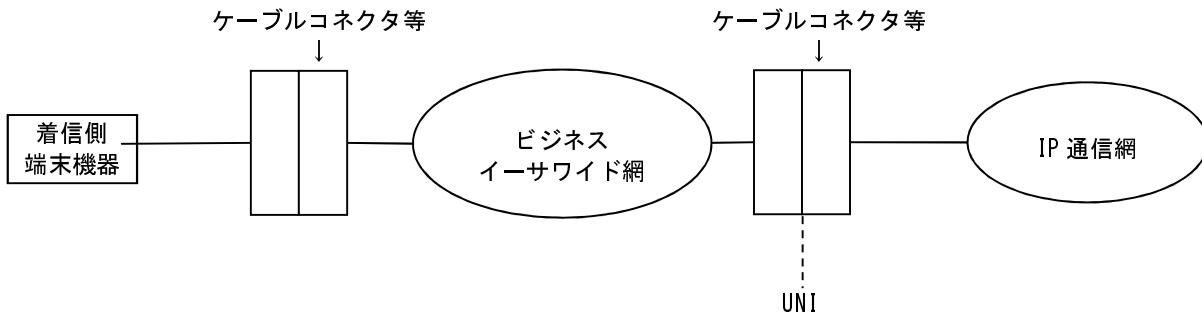 ケーブルコネクタ等
ケーブルコネクタ等
着信側
端末機器
ビジネス
イーサワイド網
IP 通信網
UNI